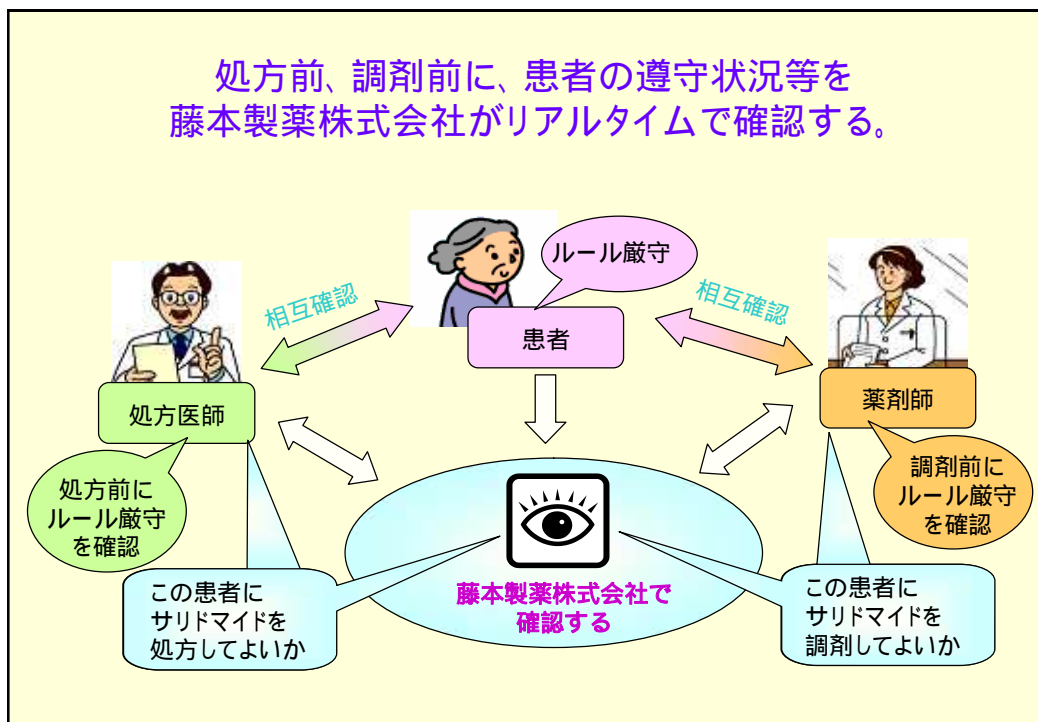 処方前、調剤前に、患者の遵守状況等を
藤本製薬株式会社がリアルタイムで確認する。
ルール厳守
相互確認
相互確認
患者
処方医師
薬剤師
処方前に
ルール厳守
を確認
調剤前に
ルール厳守
を確認
藤本製薬株式会社で
確認する
この患者に
サリドマイドを
処方してよいか
この患者に
サリドマイドを
調剤してよいか